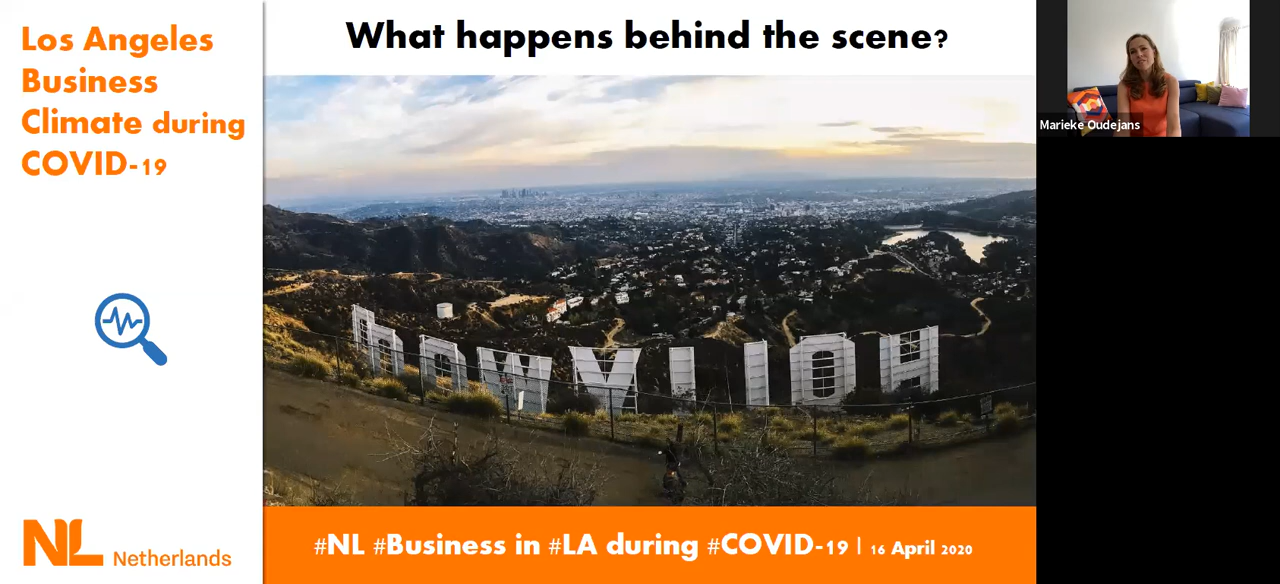 Los Angeles
Business
Climate during
COVID-19
NL Netherlands
What happens behind the scene?
#NL #Business in #LA during #COVID-19 | 16 April 2020
Marieke Oudejans